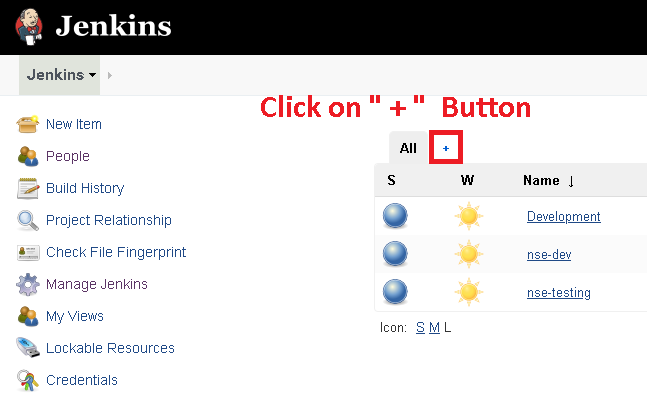 Jenkins
Jenkins
Click on " + " Button
New Item
People
Build History
Project Relationship
Check File Fingerprint
Manage Jenkins
My Views
Lockable Resources
Credentials
All +
S W Name ↓
Development
nse-dev
nse-testing
Icon: S M L